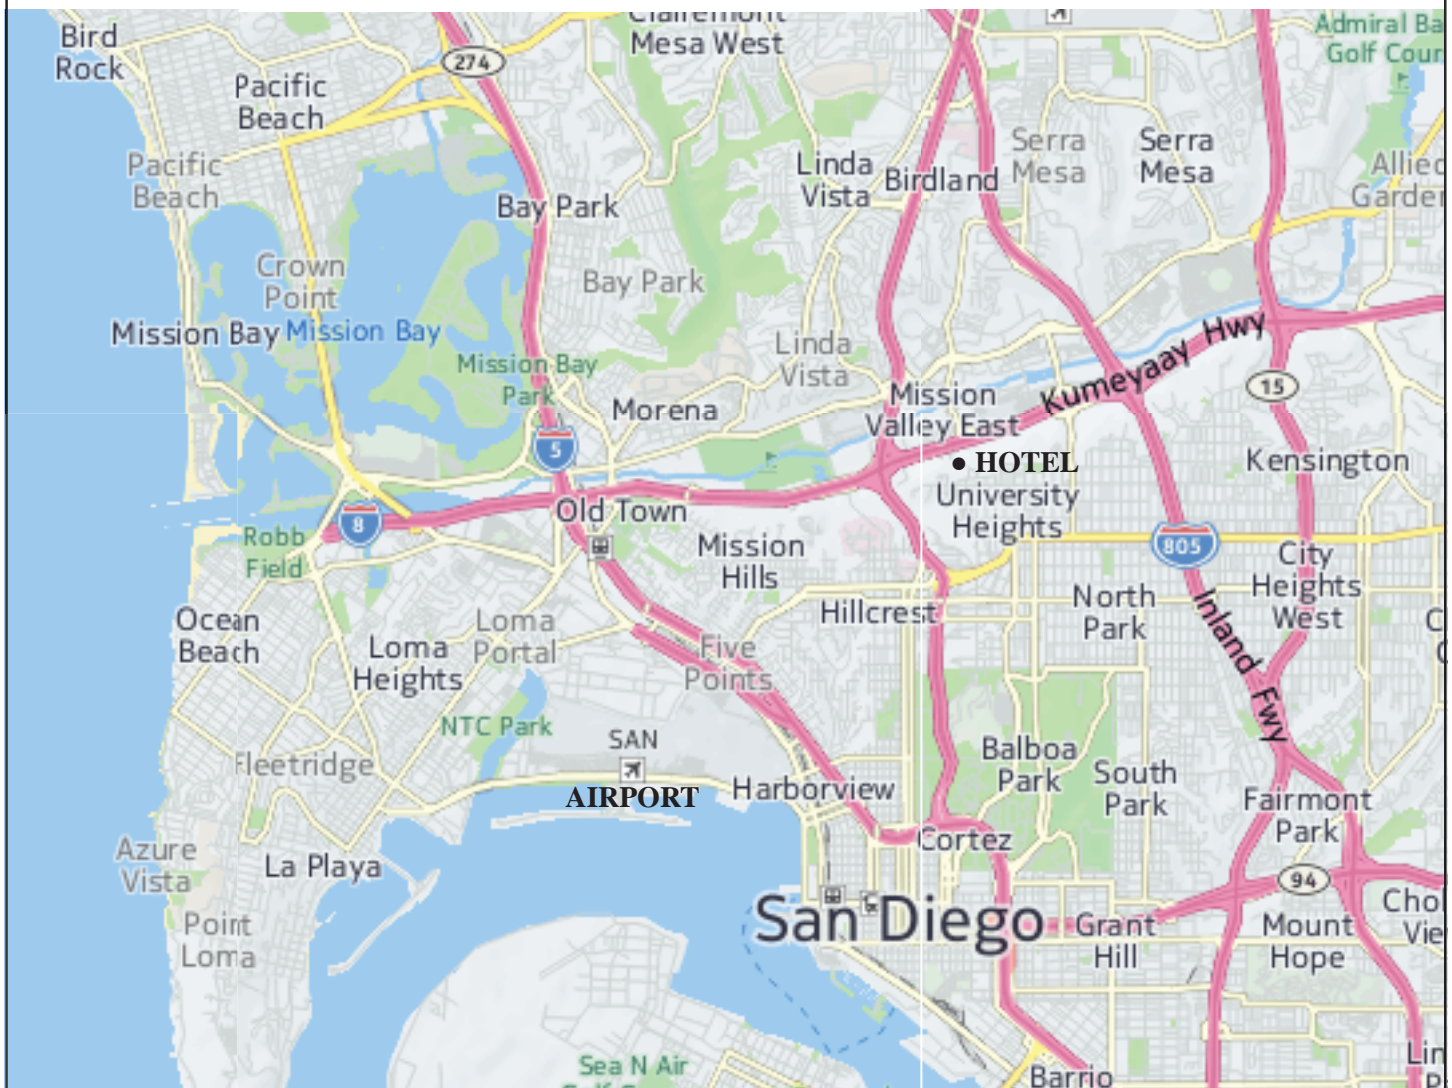 Clairemont
Mesa West
Admiral Ba
Golf Cour
Bird
Rock
274
Pacific
Beach
Pacific
Beach
Linda
Vista
Birdland
Serra
Mesa
Serra
Mesa
Allied
Garden
Bay Park
Crown
Point
Bay Park
Mission Bay
Mission Bay
Kumeyaay Hwy
Mission Bay
Park
Linda
Vista
15
Morena
Mission
Valley East
5
• HOTEL
Kensington
University
Heights
Old Town
8
Robb
Field
Mission
Hills
805
City
Heights
West
Ocean
Beach
Loma
Portal
Loma
Heights
Hillcrest
North
Park
C
Inland Fwy
Five
Points
NTC Park
SAN
AIRPORT
Fleetridge
Harborview
Balboa
Park
South
Park
Fairmont
Park
Cortez
Azure
Vista
La Playa
94
San Diego
Grant
Hill
Mount
Hope
Cho
Vie
Point
Loma
Sea N Air
Barrio
Lin